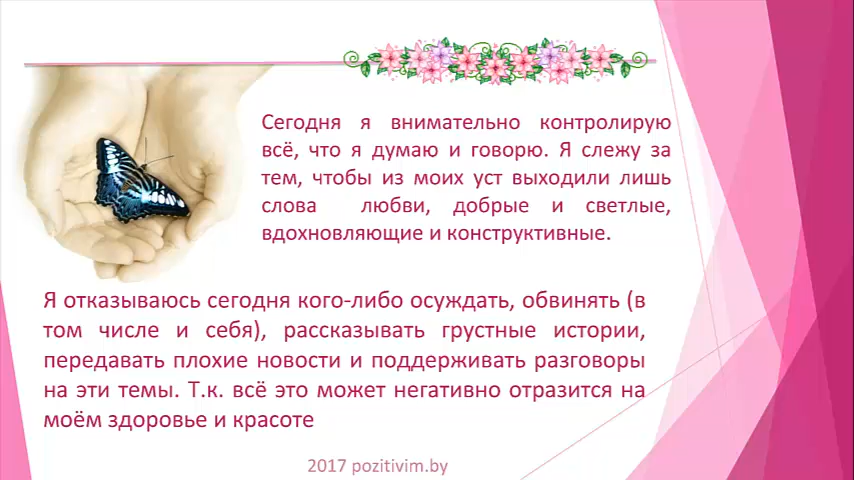 Сегодня я внимательно контролирую
всё, что я думаю и говорю. Я слежу за
тем, чтобы из моих уст выходили лишь
слова любви, добрые и светлые,
вдохновляющие и конструктивные.
Я отказываюсь сегодня кого-либо осуждать, обвинять (в
том числе и себя), рассказывать грустные истории,
передавать плохие новости и поддерживать разговоры
на эти темы. Т.к. всё это может негативно отразится на
моём здоровье и красоте
2017 pozitivim.by